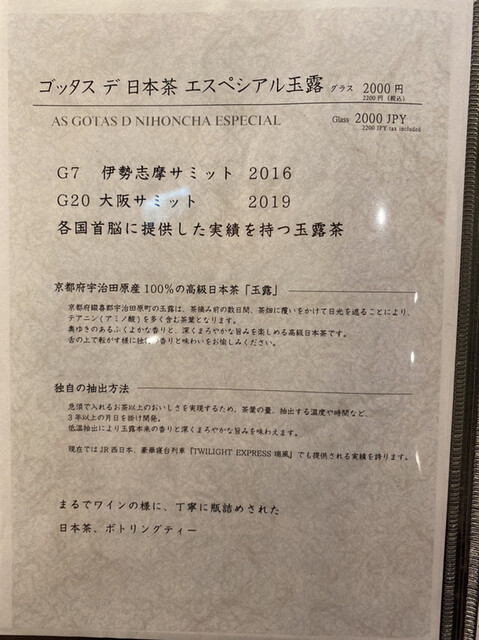 ゴッタス デ 日本茶 エスペシアル玉露 グラス 2000円
2200円（税込）
AS GOTAS D NIHONCHA ESPECIAL Glass 2000 JPY
2200 JPY tax included
G7 伊勢志摩サミット 2016
G20 大阪サミット 2019
各国首脳に提供した実績を持つ玉露茶
京都府宇治田原産100%の高級日本茶「玉露」
京都府綴喜郡宇治田原町の玉露は、茶摘み前の数日間、茶畑に覆いをかけて日光を遮ることにより、
テアニン(アミノ酸)を多く含む茶葉となります。
奥ゆきのあるふくよかな香りと、深くまろやかな旨みを楽しめる高級日本茶です。
舌の上で転がす様に独特の香りと味わいをお愉しみください。
独自の抽出方法
急須で入れるお茶以上のおいしさを実現するため、茶葉の量、抽出する温度や時間など、
3年以上の月日を掛け開発。
低温抽出により玉露本来の香りと深くまろやかな旨みを味わえます。
現在ではJR西日本、豪華寝台列車『TWILIGHT EXPRESS 瑞風』でも提供される実績を誇ります。
まるでワインの様に、丁寧に瓶詰めされた
日本茶、ボトリングティー